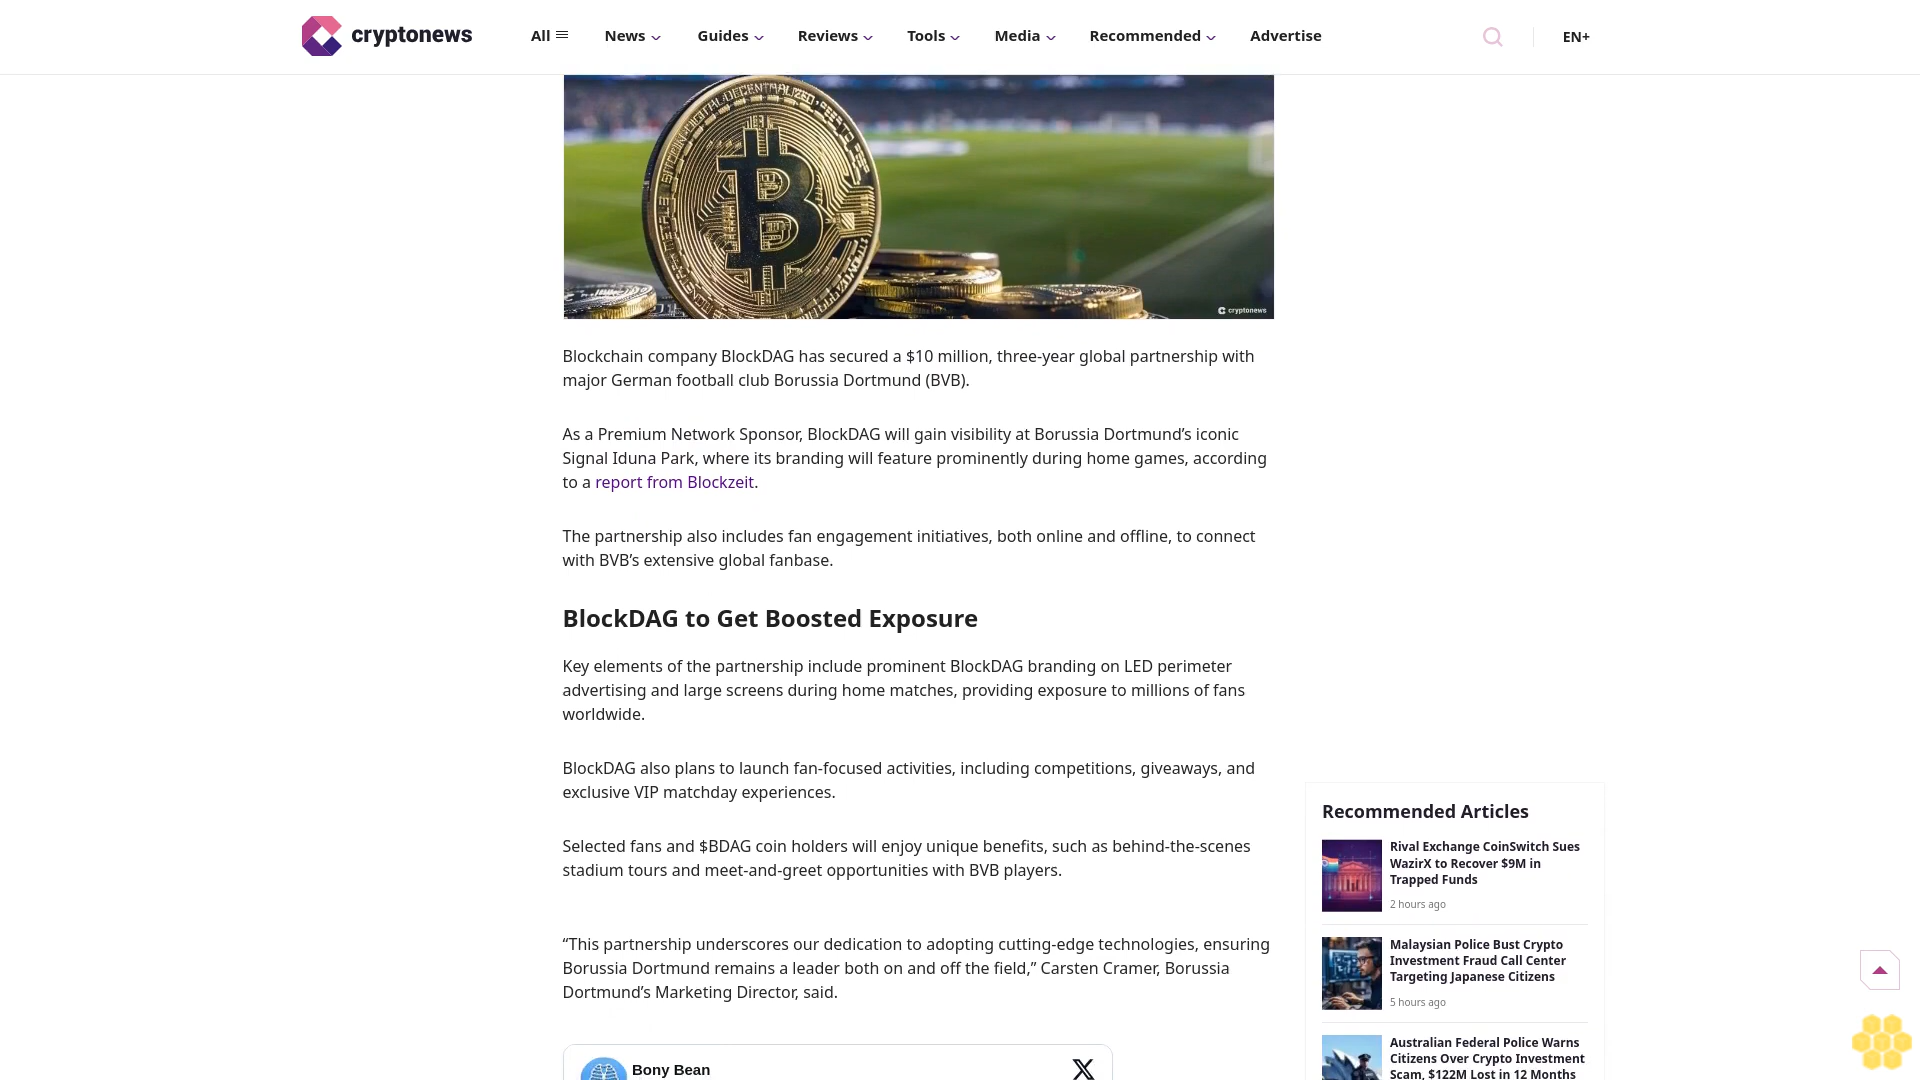 cryptonews
All
News
Guides
Reviews
Tools
Media
Recommended
Advertise
EN+
cryptonews
Blockchain company BlockDAG has secured a $10 million, three-year global partnership with
major German football club Borussia Dortmund (BVB).
As a Premium Network Sponsor, BlockDAG will gain visibility at Borussia Dortmund’s iconic
Signal Iduna Park, where its branding will feature prominently during home games, according
to a report from Blockzeit.
The partnership also includes fan engagement initiatives, both online and offline, to connect
with BVB’s extensive global fanbase.
BlockDAG to Get Boosted Exposure
Key elements of the partnership include prominent BlockDAG branding on LED perimeter
advertising and large screens during home matches, providing exposure to millions of fans
worldwide.
BlockDAG also plans to launch fan-focused activities, including competitions, giveaways, and
exclusive VIP matchday experiences.
Selected fans and $BDAG coin holders will enjoy unique benefits, such as behind-the-scenes
stadium tours and meet-and-greet opportunities with BVB players.
“This partnership underscores our dedication to adopting cutting-edge technologies, ensuring
Borussia Dortmund remains a leader both on and off the field,” Carsten Cramer, Borussia
Dortmund’s Marketing Director, said.
Bony Bean
Recommended Articles
Rival Exchange CoinSwitch Sues
WazirX to Recover $9M in
Trapped Funds
2 hours ago
Malaysian Police Bust Crypto
Investment Fraud Call Center
Targeting Japanese Citizens
5 hours ago
Australian Federal Police Warns
Citizens Over Crypto Investment
Scam, $122M Lost in 12 Months